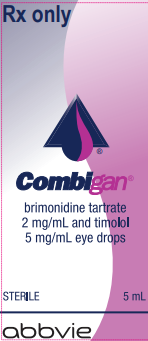 Rx only
®
Combigan®
brimonidine tartrate
2 mg/mL and timolol
5 mg/mL eye drops
STERILE 5 mL
abbvie